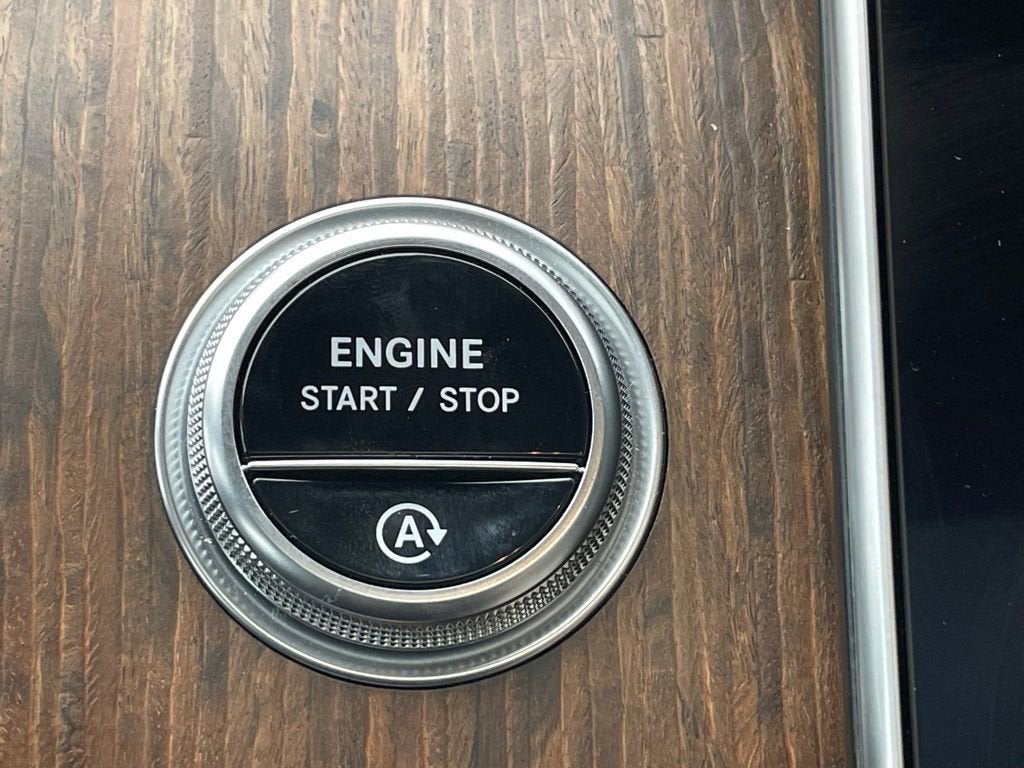 ENGINE
START / STOP
A